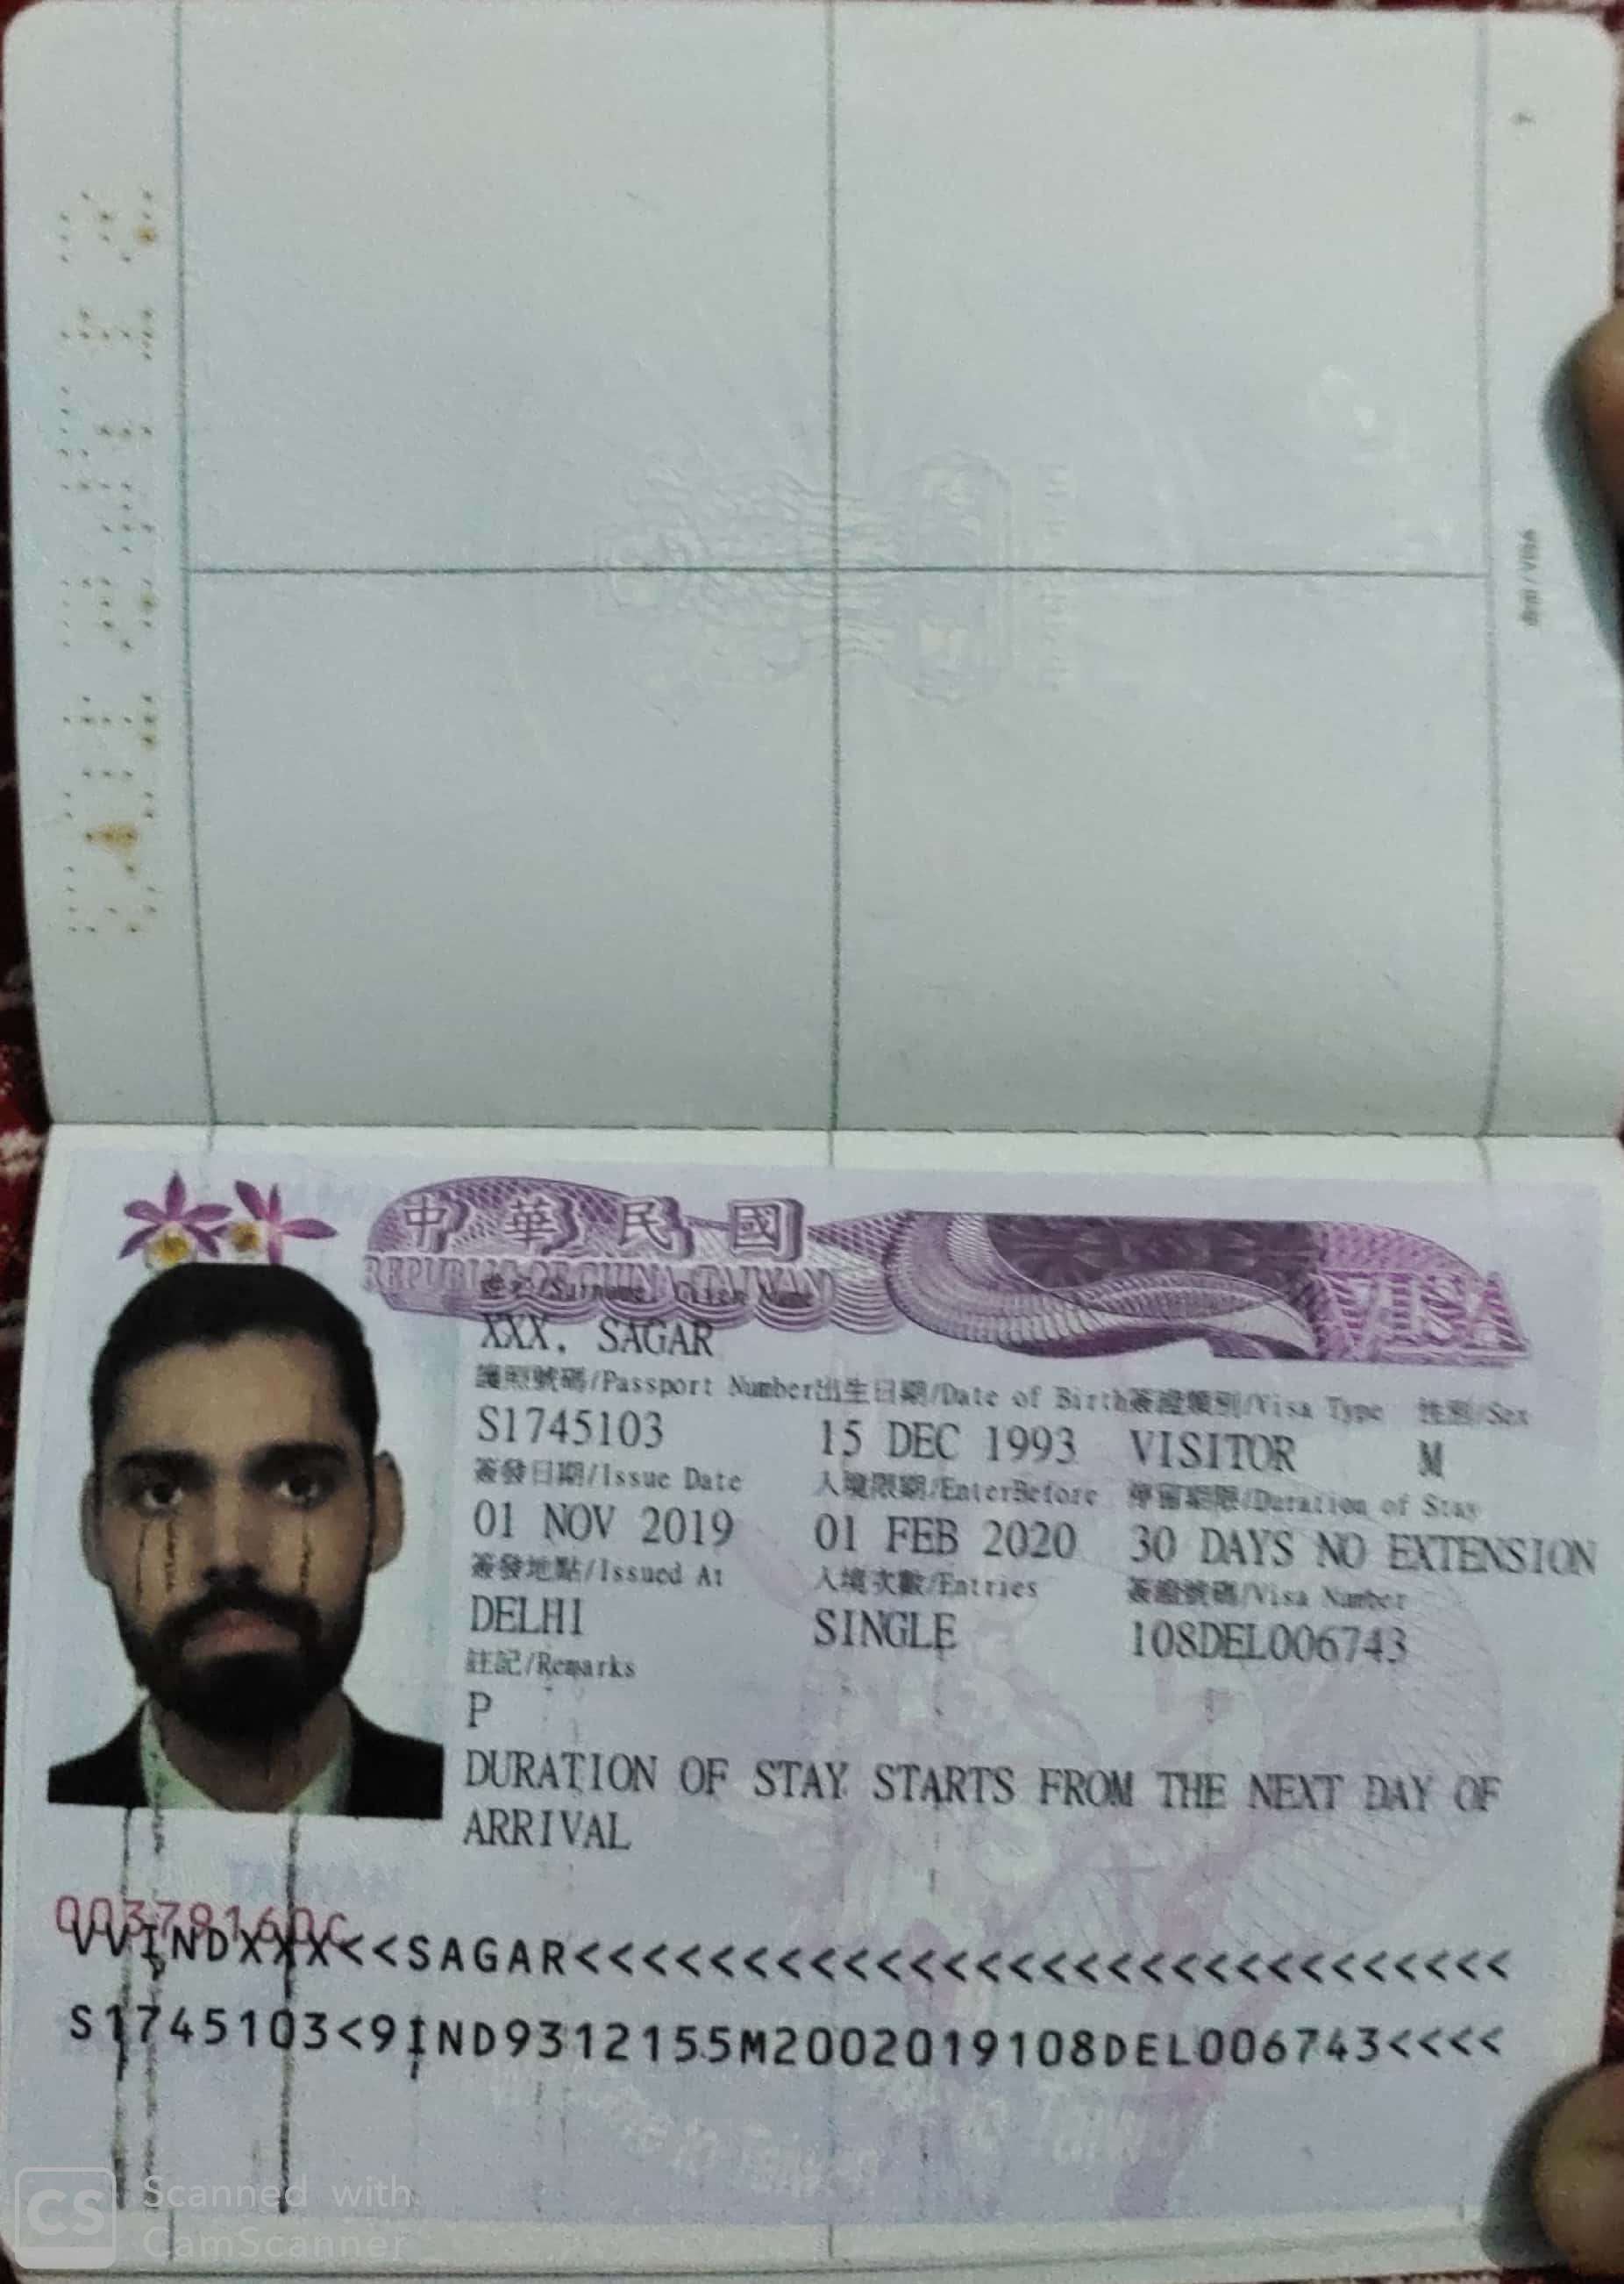 VISA
中華民國
REPUBLIC OF CHINA (TAIWAN)
VISA
姓名/Surname, Given Name
XXX, SAGAR
護照號碼/Passport Number 出生日期/Date of Birth 簽證類別/Visa Type 性別/Sex
S1745103 15 DEC 1993 VISITOR M
簽發日期/Issue Date 入境限期/EnterBefore 停留期限/Duration of Stay
01 NOV 2019 01 FEB 2020 30 DAYS NO EXTENSION
簽發地點/Issued At 入境次數/Entries 簽證號碼/Visa Number
DELHI SINGLE 108DEL006743
註記/Remarks
P
DURATION OF STAY STARTS FROM THE NEXT DAY OF
ARRIVAL
TAIWAN
VVINDXXX<<SAGAR<<<<<<<<<<<<<<<<<<<<<<<<<<<<
S1745103<9IND9312155M2002019108DEL006743<<<<
CS Scanned with
CamScanner